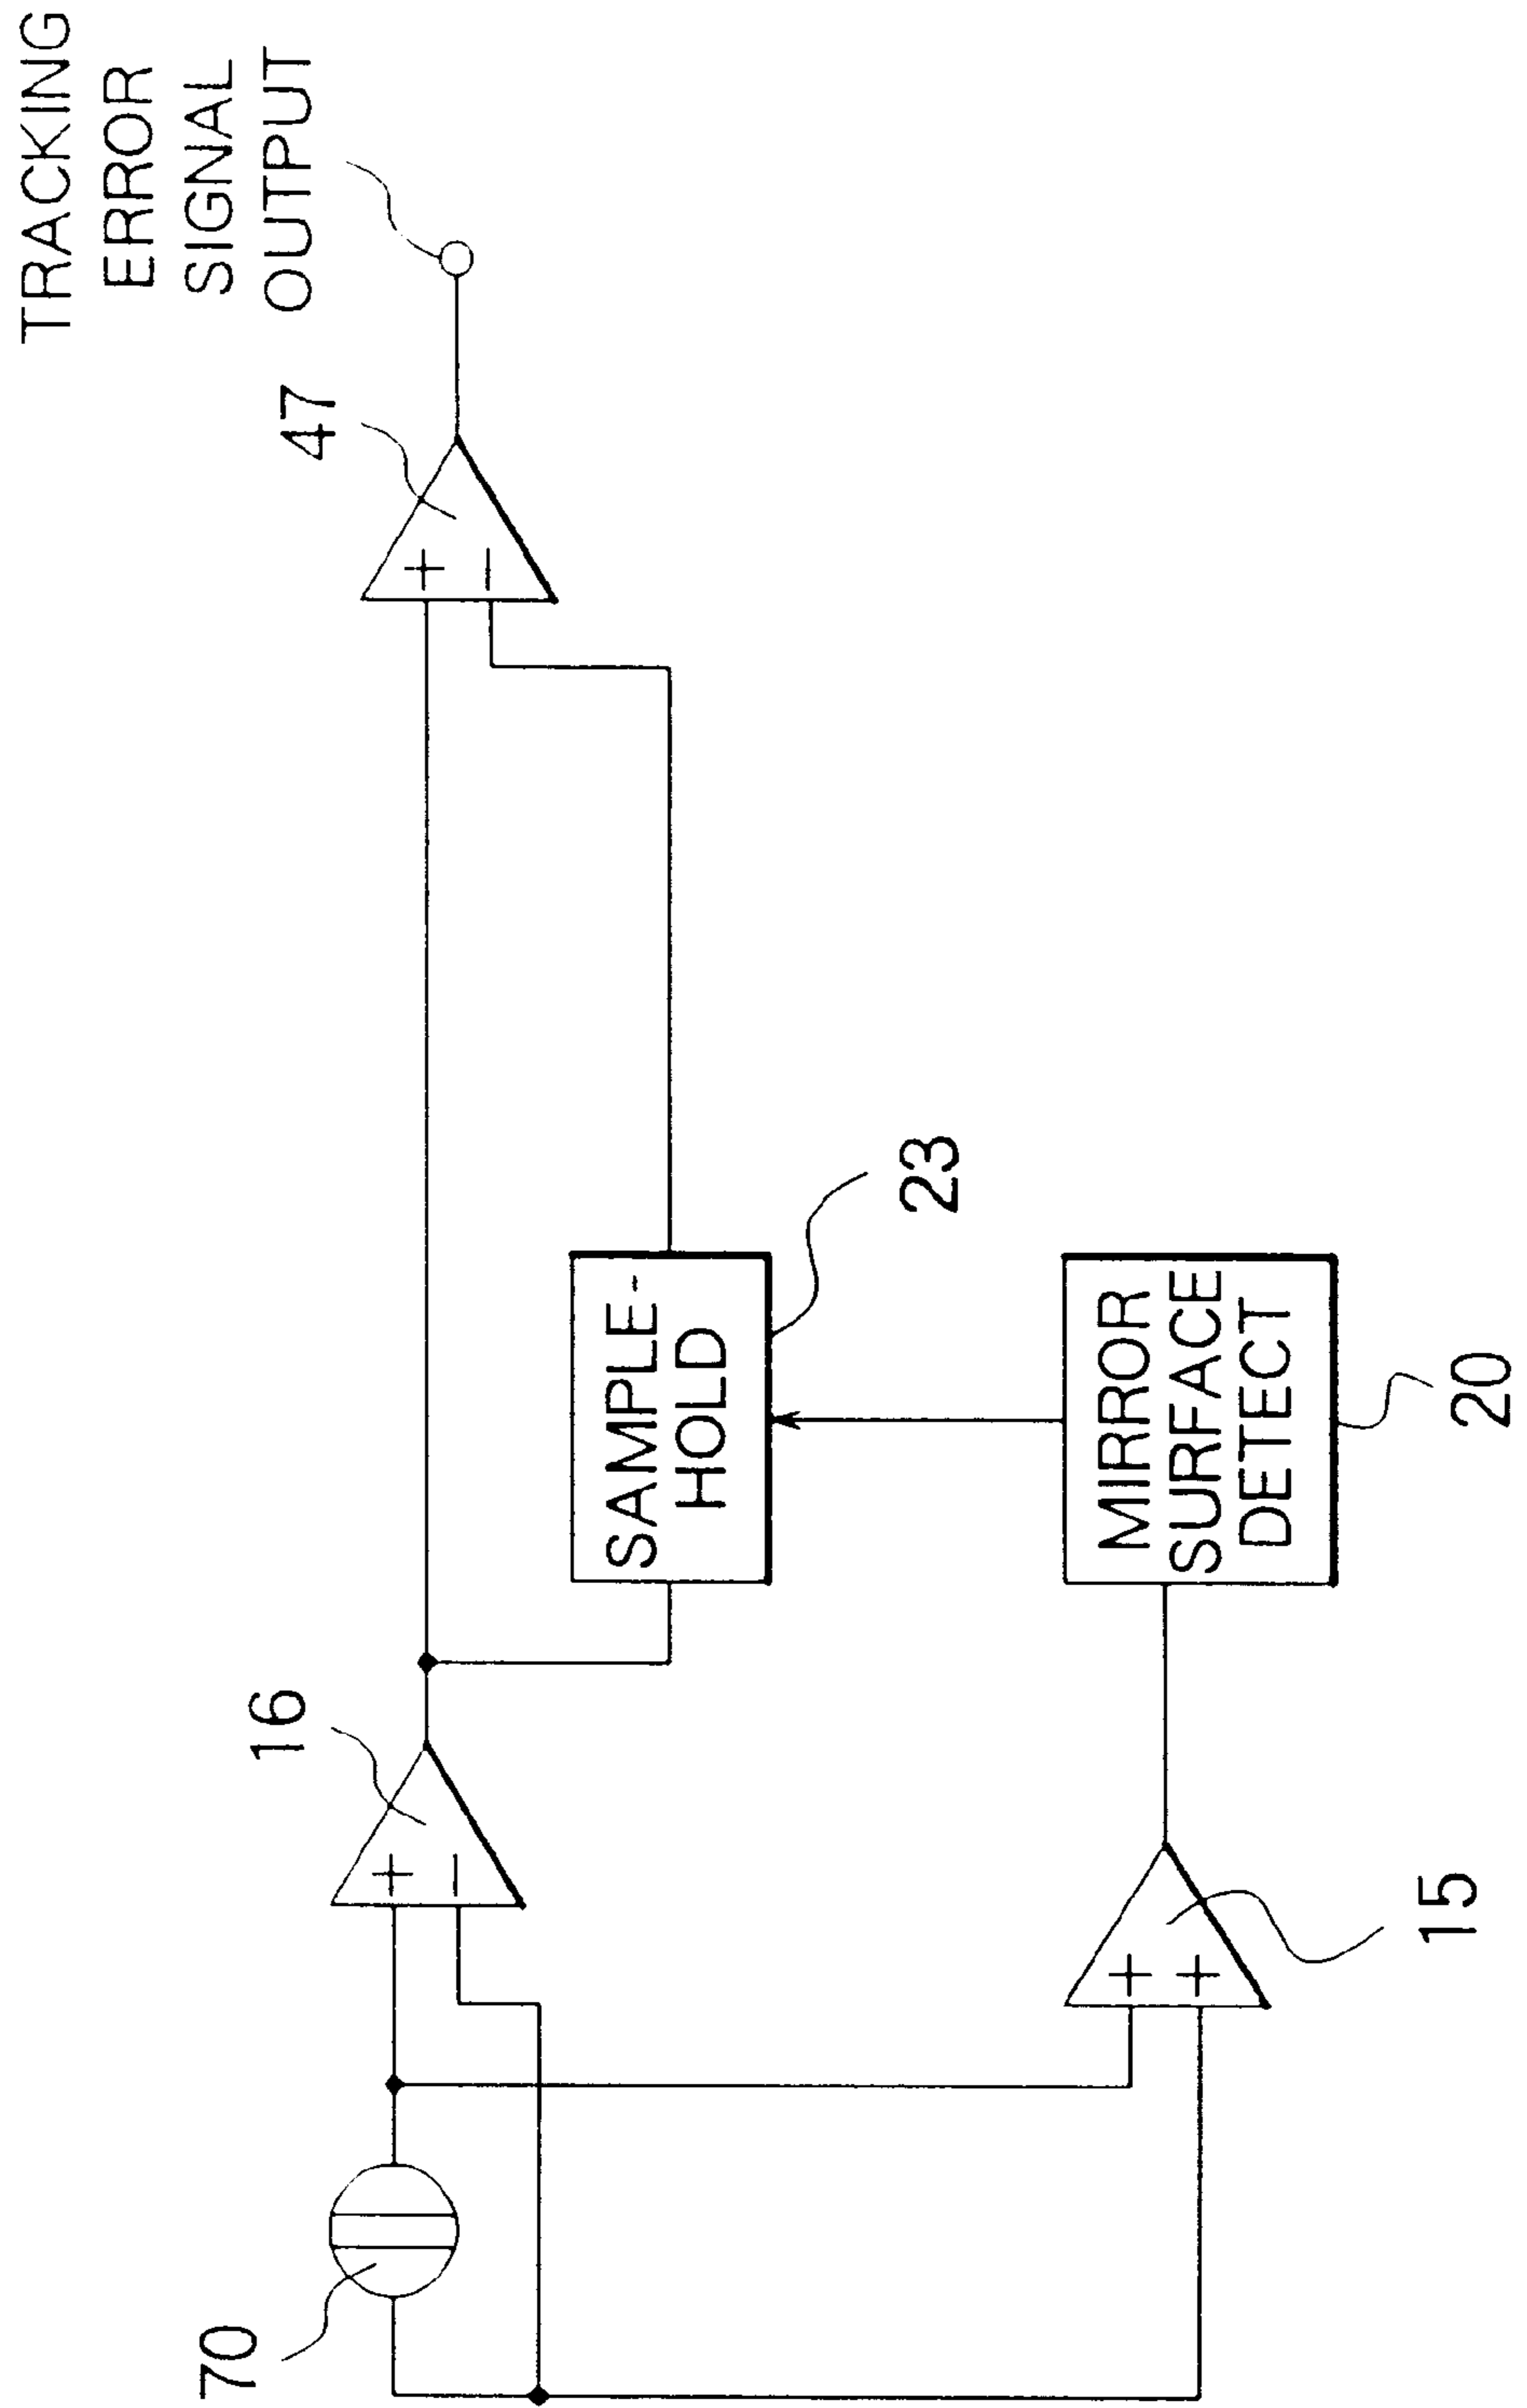 TRACKING
ERROR
SIGNAL
OUTPUT
47
16
70
+
−
+
−
SAMPLE-
HOLD
23
MIRROR
SURFACE
DETECT
20
+
+
15